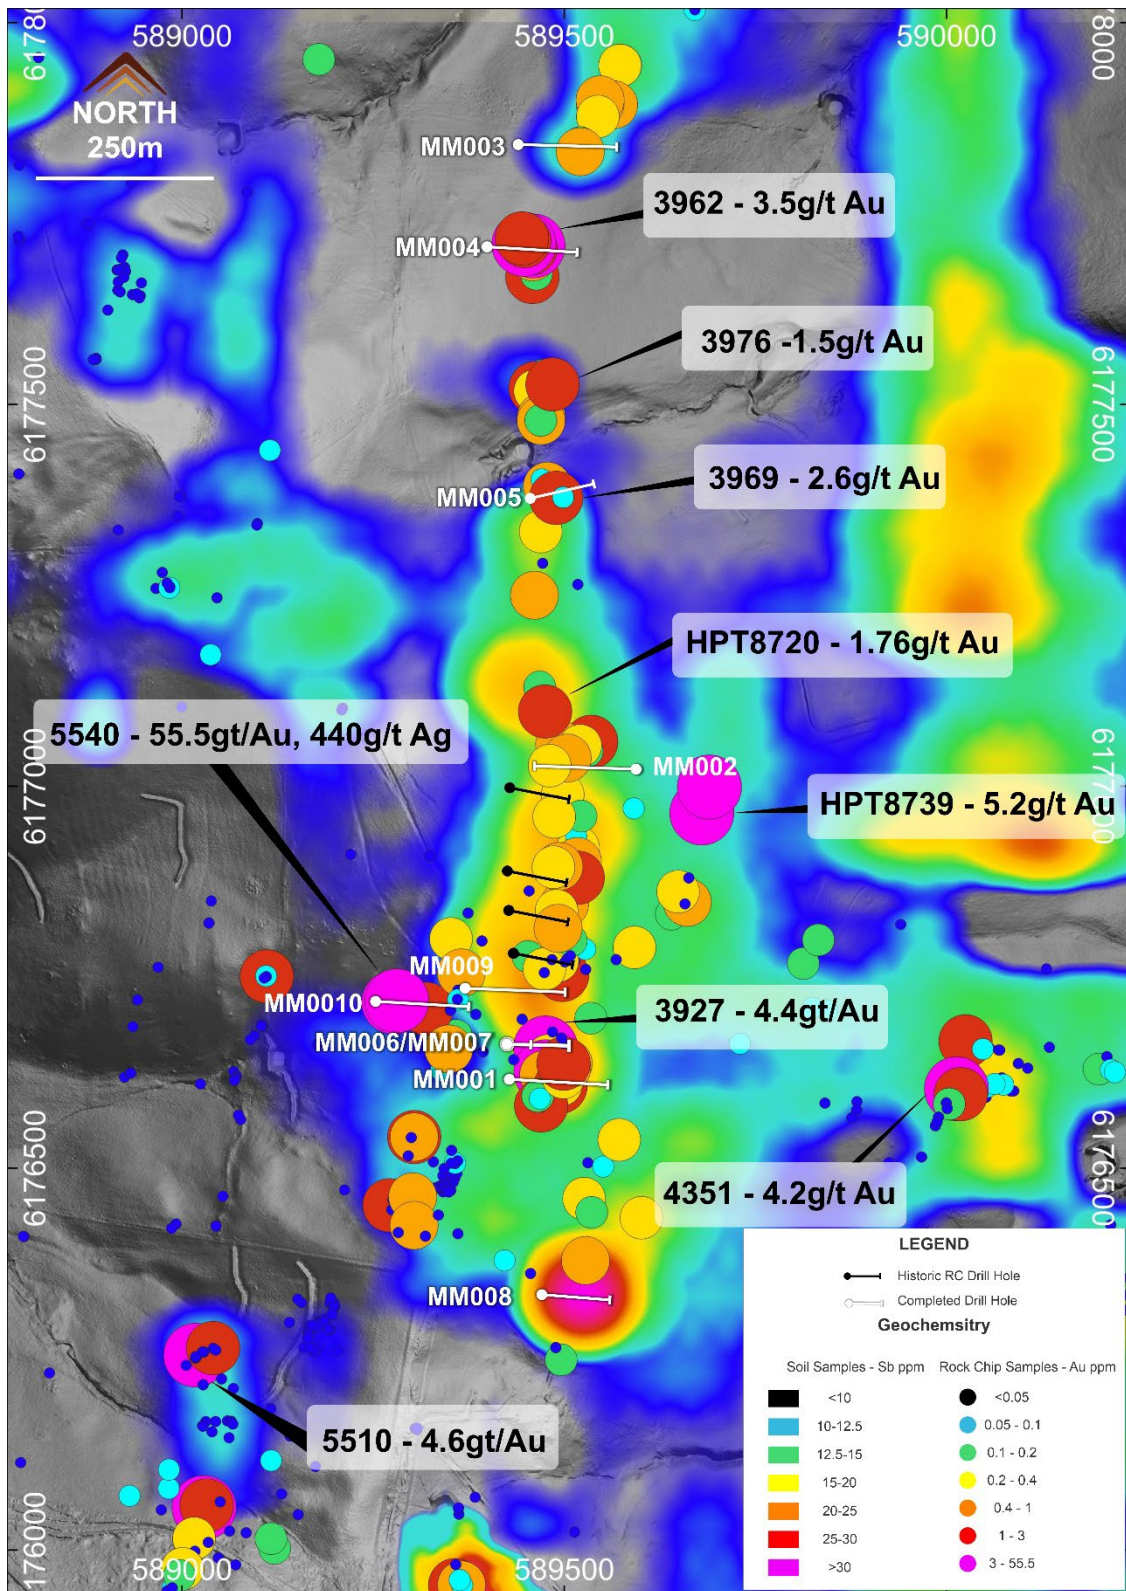 589000
589500
590000
61780
78000
NORTH
250m
MM003
3962 - 3.5g/t Au
MM004
3976 -1.5g/t Au
6177500
6177500
3969 - 2.6g/t Au
MM005
HPT8720 - 1.76g/t Au
5540 - 55.5gt/Au, 440g/t Ag
MM002
6177000
HPT8739 - 5.2g/t Au
MM009
MM0010
3927 - 4.4gt/Au
MM006/MM007
MM001
6176500
6176500
4351 - 4.2g/t Au
MM008
5510 - 4.6gt/Au
LEGEND
Historic RC Drill Hole
Completed Drill Hole
Geochemsitry
Soil Samples - Sb ppm
Rock Chip Samples - Au ppm
<10
<0.05
10-12.5
0.05 - 0.1
12.5-15
0.1 - 0.2
15-20
0.2 - 0.4
20-25
0.4 - 1
25-30
1 - 3
>30
3 - 55.5
176000
589000
589500